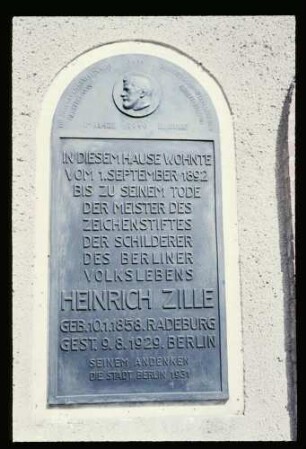 IN DIESEM HAUSE WOHNTE
VOM 1. SEPTEMBER 1892
BIS ZU SEINEM TODE
DER MEISTER DES
ZEICHENSTIFTES
DER SCHILDERER
DES BERLINER
VOLKSLEBENS
HEINRICH ZILLE
GEB. 10.1.1858. RADEBURG
GEST. 9.8.1929. BERLIN
SEINEM ANDENKEN
DIE STADT BERLIN 1931